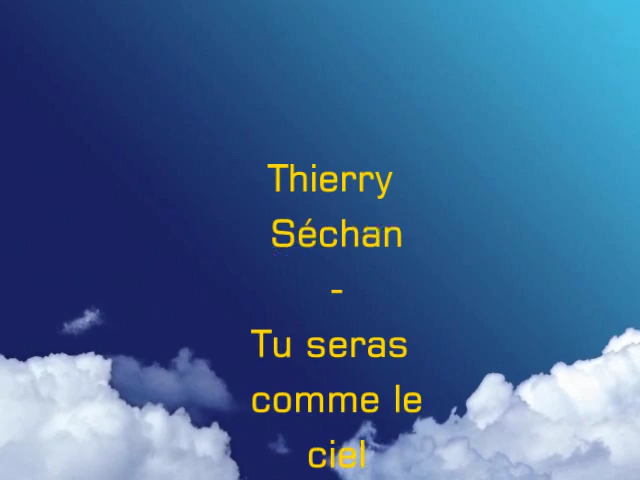 Thierry
Séchan
-
Tu seras
comme le
ciel